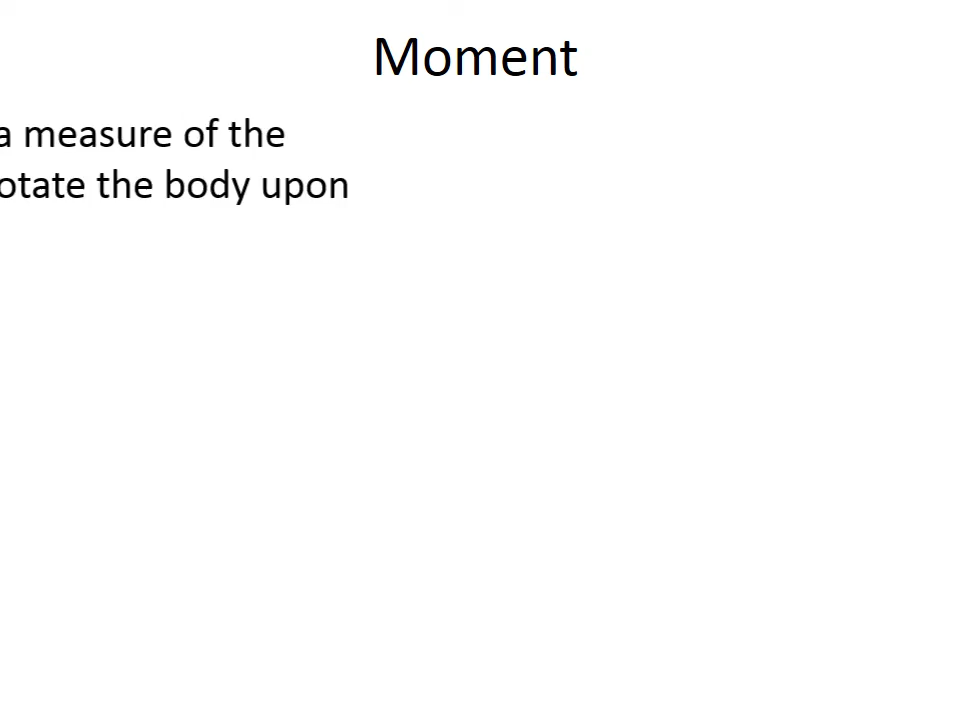 Moment
a measure of the
otate the body upon